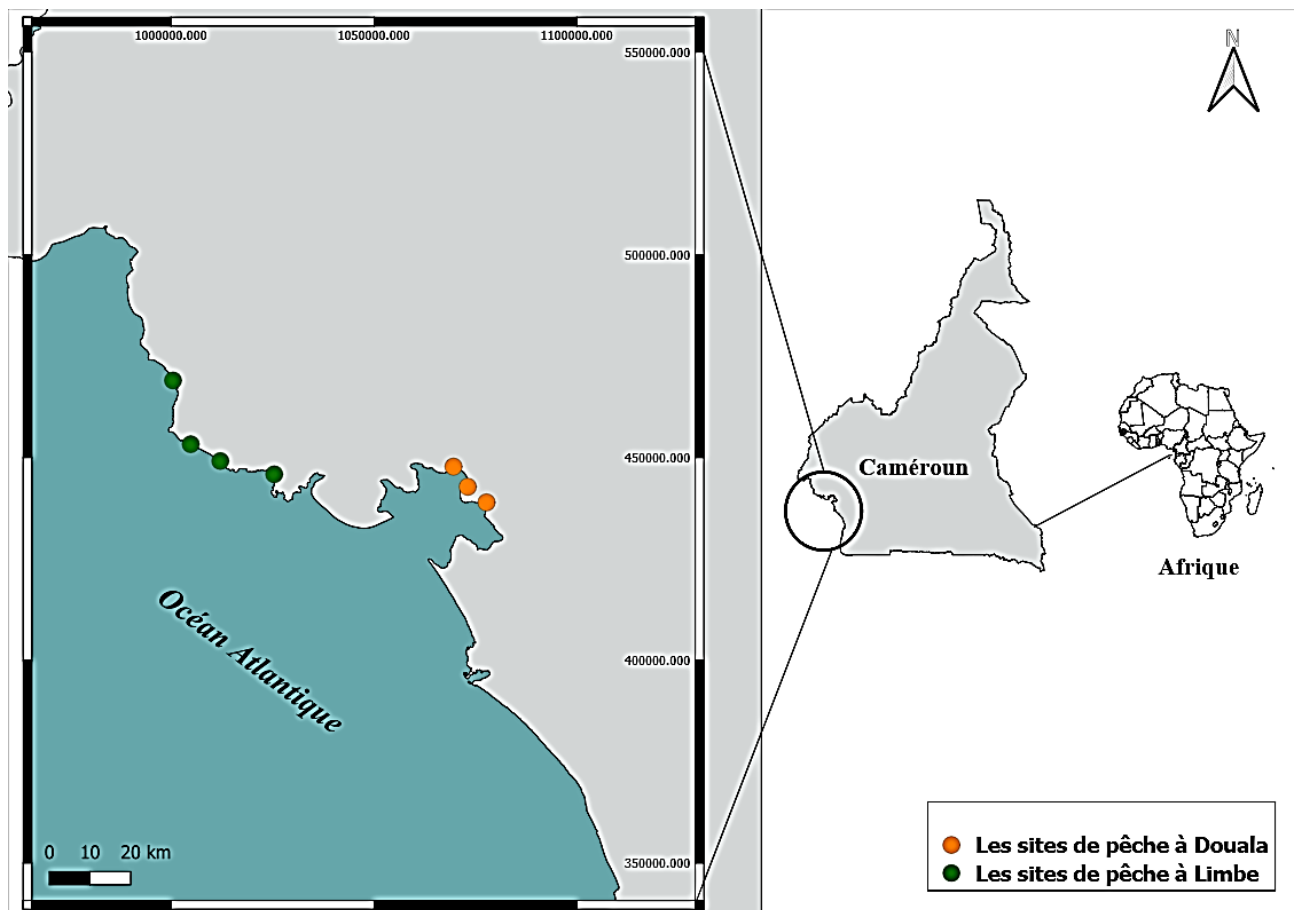 1000000.000 1050000.000 1100000.000
550000.000
N
500000.000
450000.000
Caméroun
Afrique
Océan Atlantique
400000.000
350000.000
0 10 20 km
Les sites de pêche à Douala
Les sites de pêche à Limbe